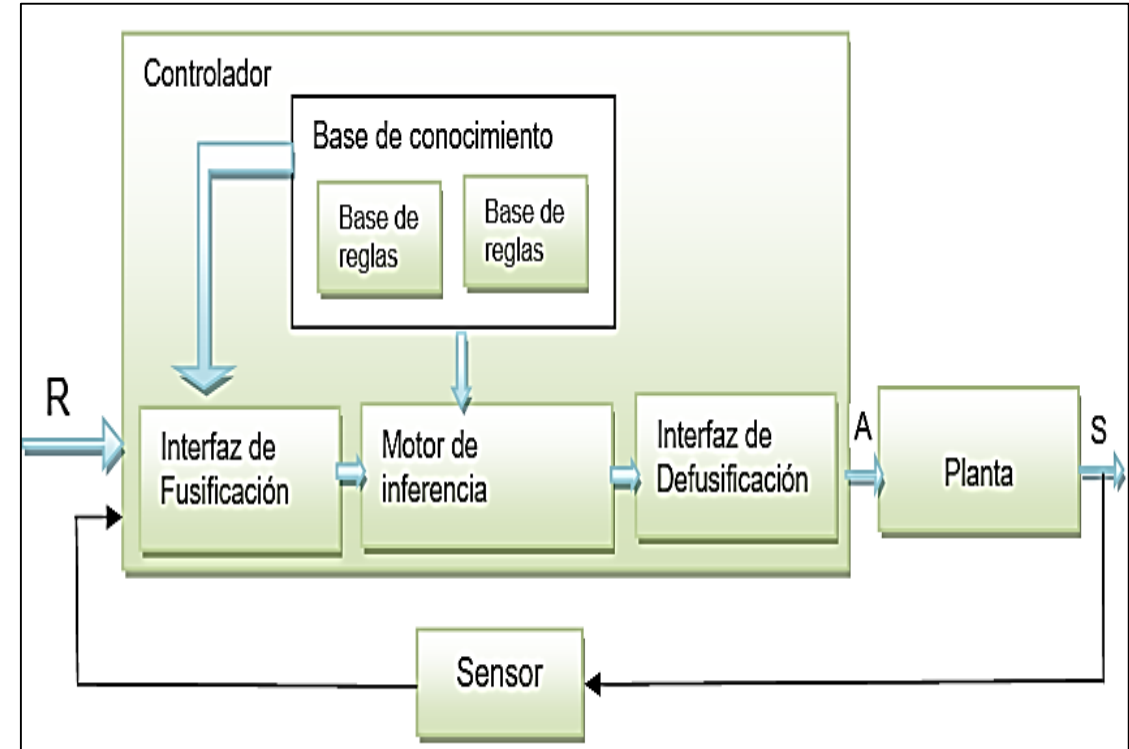 Controlador
Base de conocimiento
Base de
reglas
Base de
reglas
R
Interfaz de
Fusificación
Motor de
inferencia
Interfaz de
Defusificación
A
Planta
S
Sensor